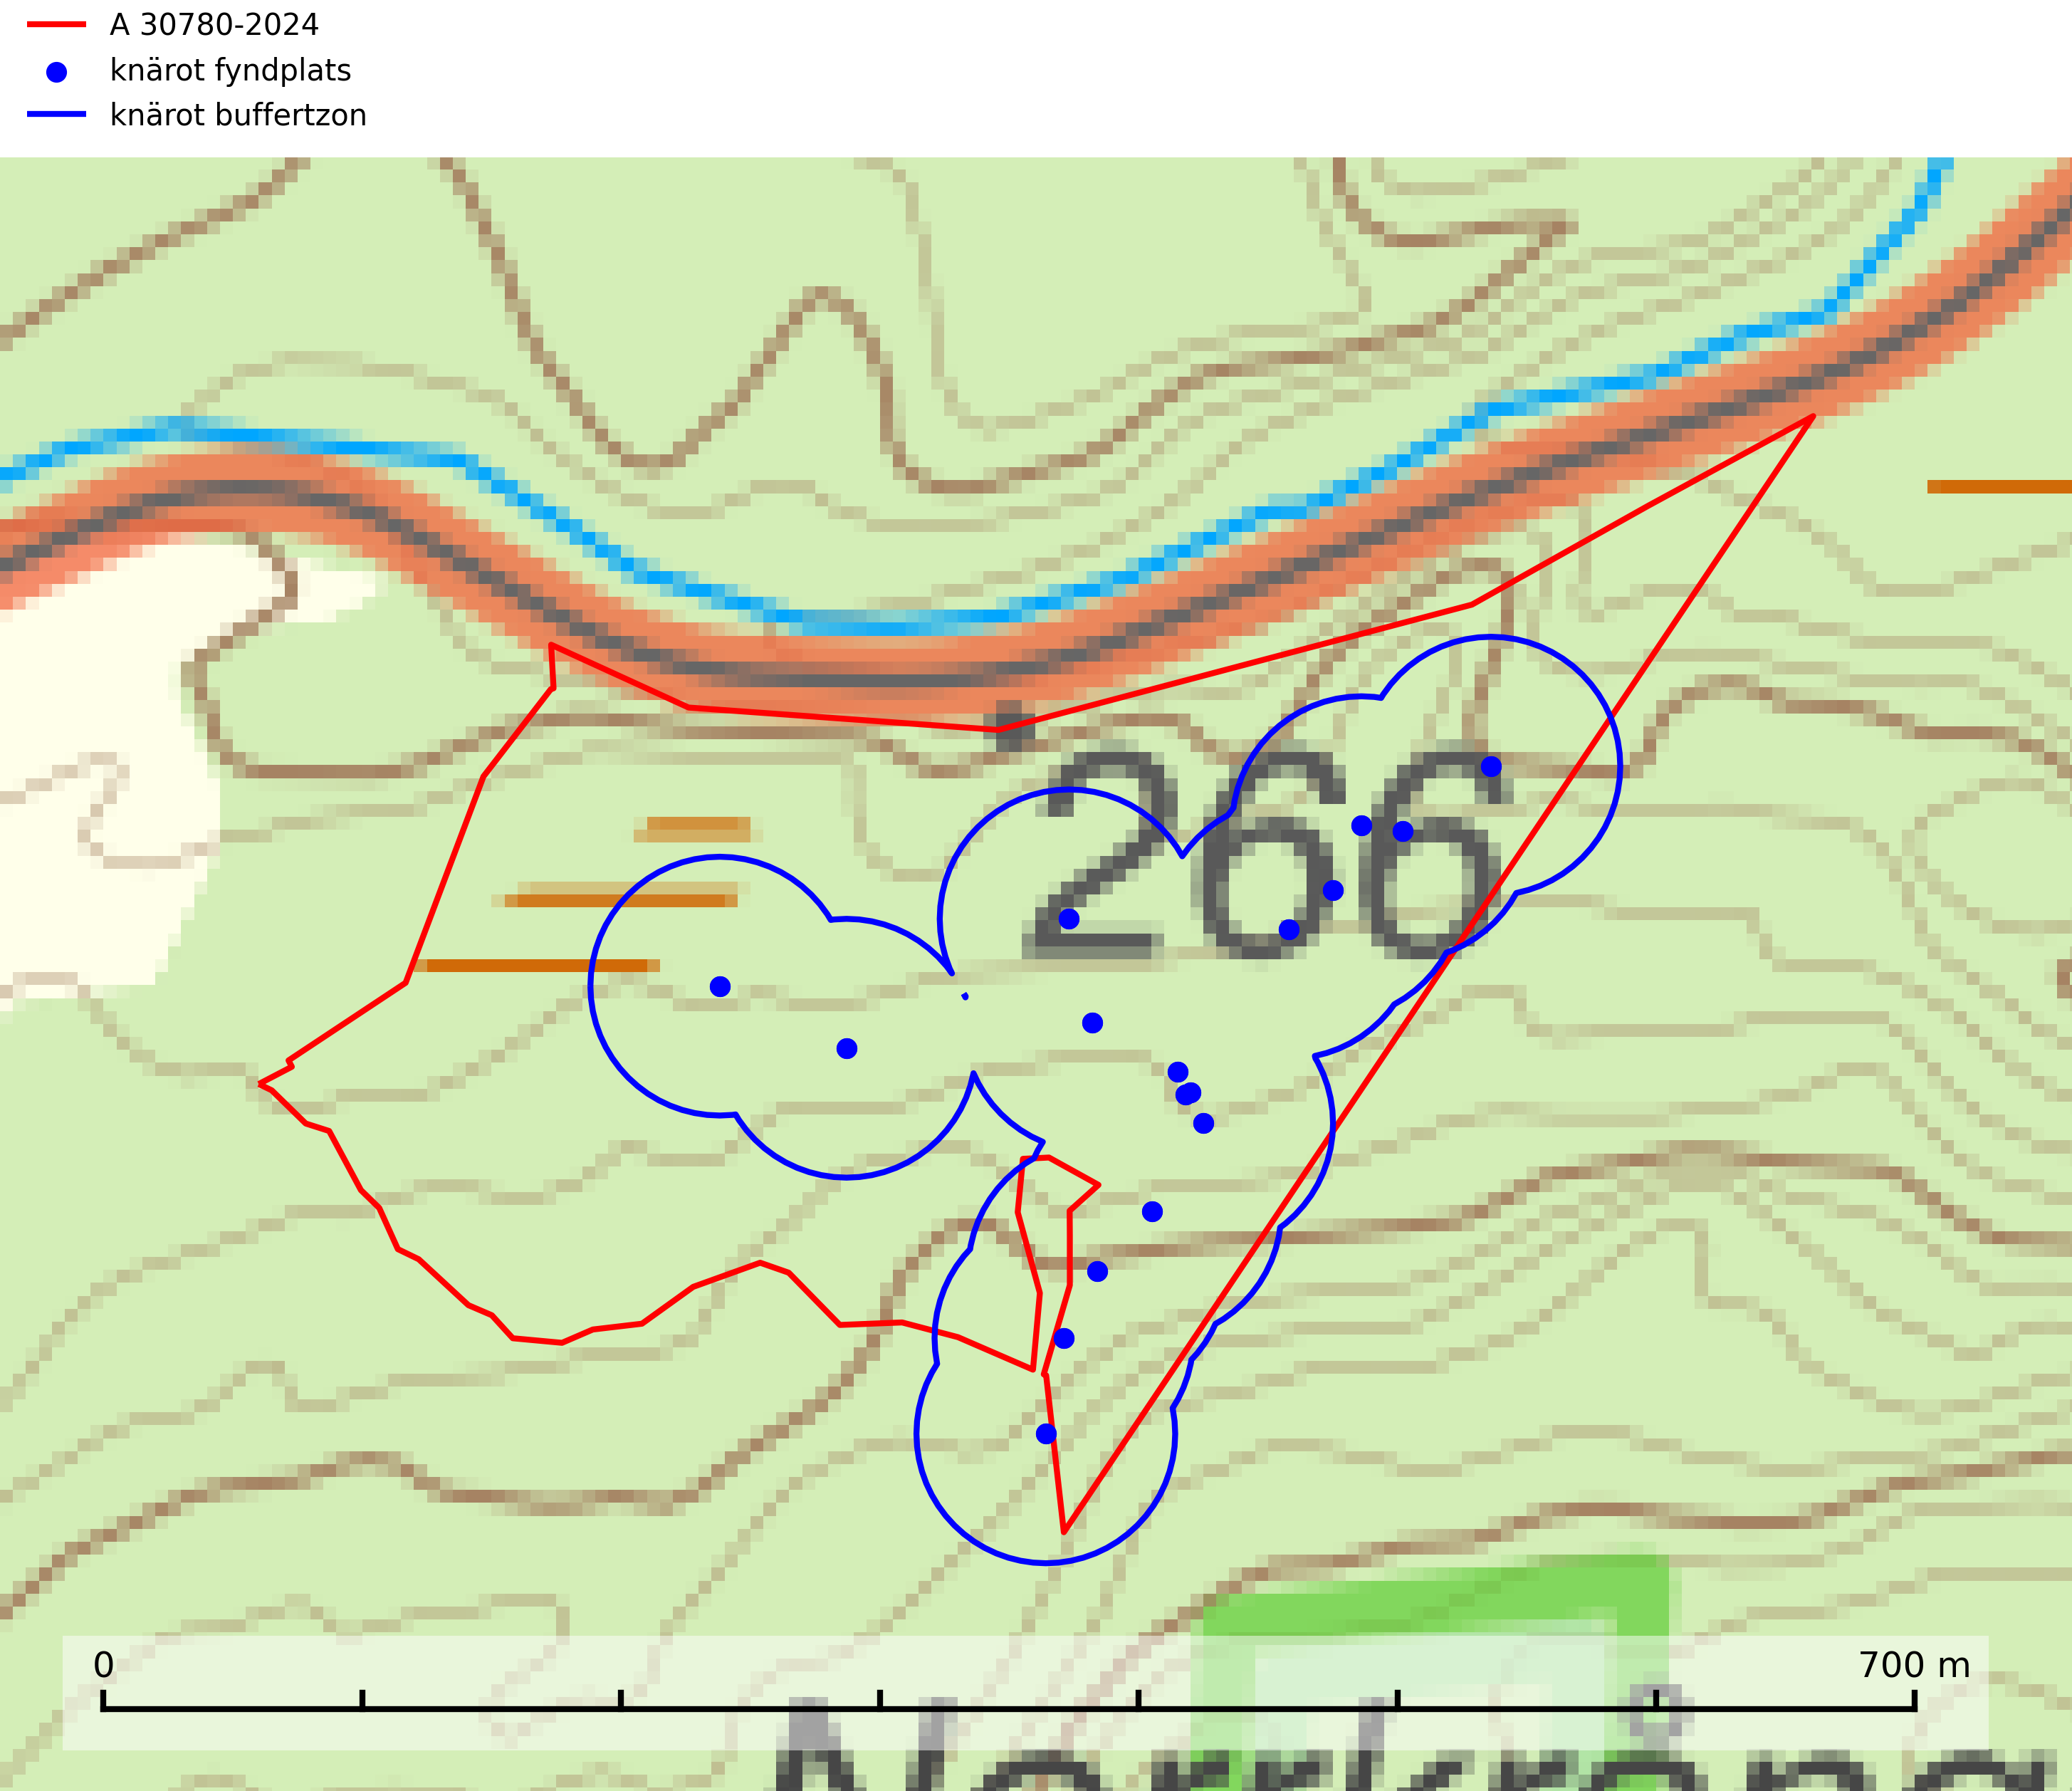 A 30780-2024
knärot fyndplats
knärot buffertzon
266
0
700 m